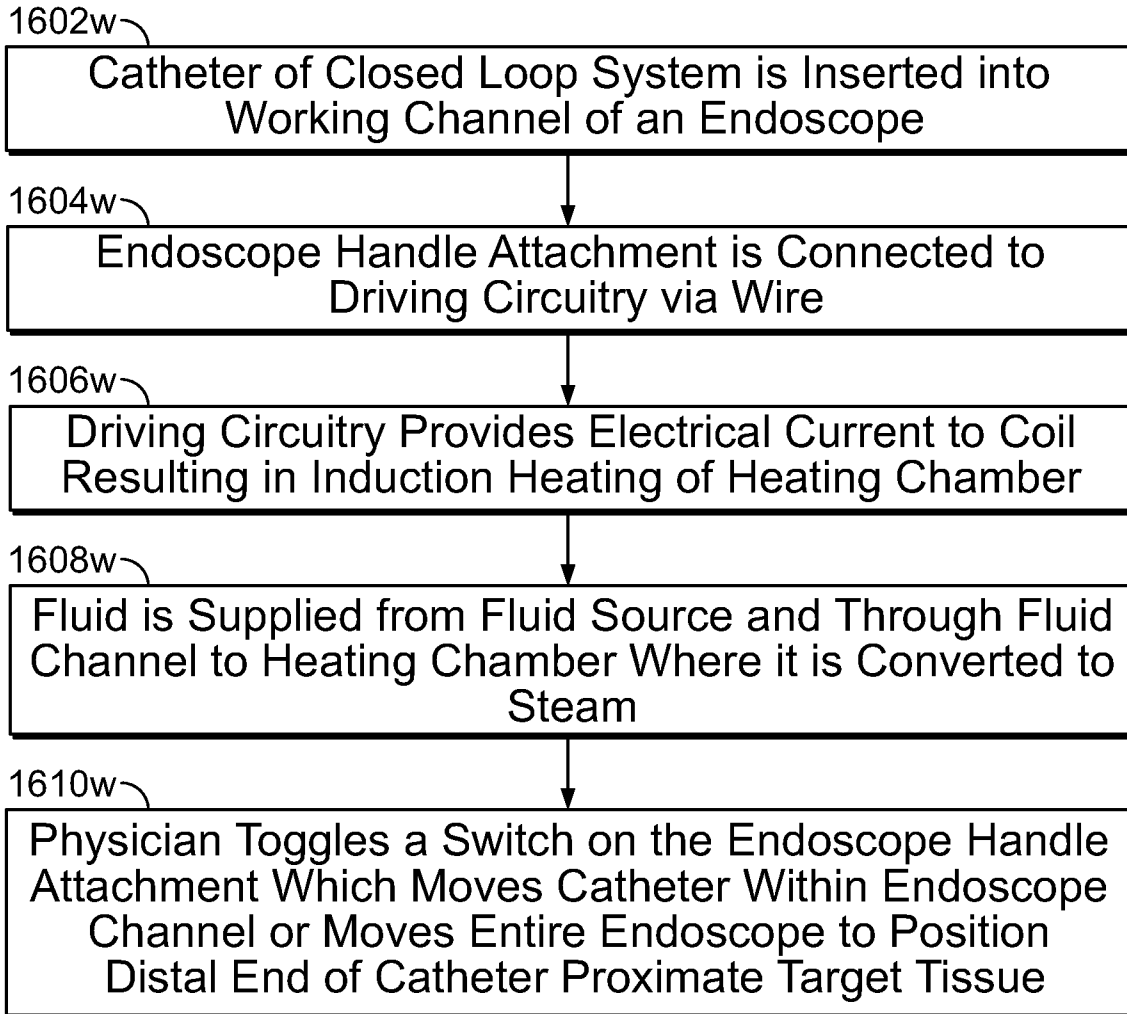 1602w
Catheter of Closed Loop System is Inserted into
Working Channel of an Endoscope
1604w
Endoscope Handle Attachment is Connected to
Driving Circuitry via Wire
1606w
Driving Circuitry Provides Electrical Current to Coil
Resulting in Induction Heating of Heating Chamber
1608w
Fluid is Supplied from Fluid Source and Through Fluid
Channel to Heating Chamber Where it is Converted to
Steam
1610w
Physician Toggles a Switch on the Endoscope Handle
Attachment Which Moves Catheter Within Endoscope
Channel or Moves Entire Endoscope to Position
Distal End of Catheter Proximate Target Tissue